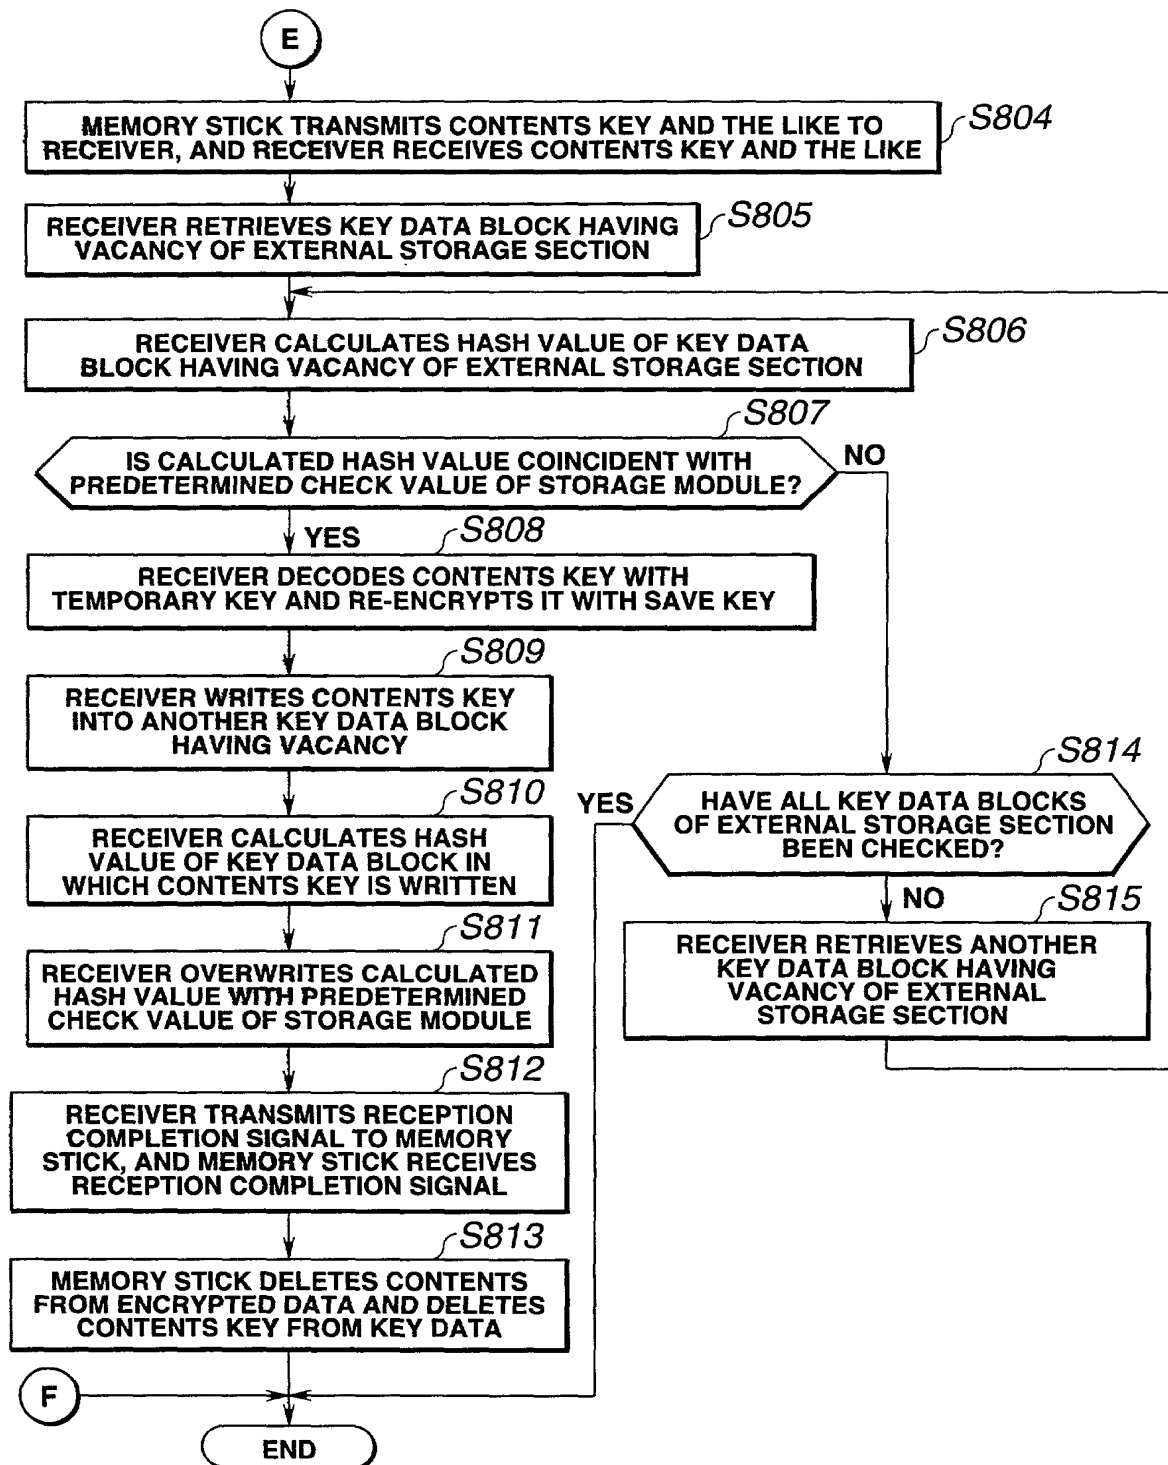 E
S804
MEMORY STICK TRANSMITS CONTENTS KEY AND THE LIKE TO
RECEIVER, AND RECEIVER RECEIVES CONTENTS KEY AND THE LIKE
S805
RECEIVER RETRIEVES KEY DATA BLOCK HAVING
VACANCY OF EXTERNAL STORAGE SECTION
S806
RECEIVER CALCULATES HASH VALUE OF KEY DATA
BLOCK HAVING VACANCY OF EXTERNAL STORAGE SECTION
S807
IS CALCULATED HASH VALUE COINCIDENT WITH
PREDETERMINED CHECK VALUE OF STORAGE MODULE?
NO
YES
S808
RECEIVER DECODES CONTENTS KEY WITH
TEMPORARY KEY AND RE-ENCRYPTS IT WITH SAVE KEY
S809
RECEIVER WRITES CONTENTS KEY
INTO ANOTHER KEY DATA BLOCK
HAVING VACANCY
S810
RECEIVER CALCULATES HASH
VALUE OF KEY DATA BLOCK IN
WHICH CONTENTS KEY IS WRITTEN
S811
RECEIVER OVERWRITES CALCULATED
HASH VALUE WITH PREDETERMINED
CHECK VALUE OF STORAGE MODULE
S812
RECEIVER TRANSMITS RECEPTION
COMPLETION SIGNAL TO MEMORY
STICK, AND MEMORY STICK RECEIVES
RECEPTION COMPLETION SIGNAL
S813
MEMORY STICK DELETES CONTENTS
FROM ENCRYPTED DATA AND DELETES
CONTENTS KEY FROM KEY DATA
S814
YES
HAVE ALL KEY DATA BLOCKS
OF EXTERNAL STORAGE SECTION
BEEN CHECKED?
NO
S815
RECEIVER RETRIEVES ANOTHER
KEY DATA BLOCK HAVING
VACANCY OF EXTERNAL
STORAGE SECTION
F
END